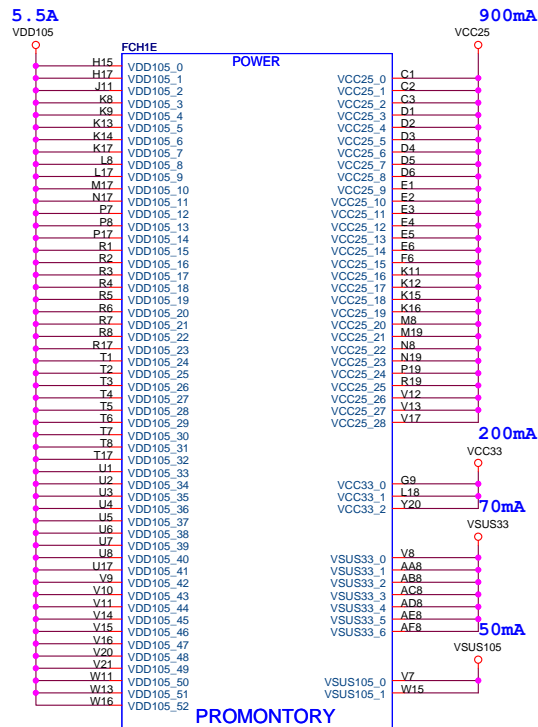 5.5A 900mA
VDD105 VCC25
FCH1E
POWER
H15 VDD105_0
H17 VDD105_1 VCC25_0 C1
J11 VDD105_2 VCC25_1 C2
K8 VDD105_3 VCC25_2 C3
K9 VDD105_4 VCC25_3 D1
K13 VDD105_5 VCC25_4 D2
K14 VDD105_6 VCC25_5 D3
K17 VDD105_7 VCC25_6 D4
L8 VDD105_8 VCC25_7 D5
L17 VDD105_9 VCC25_8 D6
M17 VDD105_10 VCC25_9 E1
N17 VDD105_11 VCC25_10 E2
P7 VDD105_12 VCC25_11 E3
P8 VDD105_13 VCC25_12 E4
P17 VDD105_14 VCC25_13 E5
R1 VDD105_15 VCC25_14 E6
R2 VDD105_16 VCC25_15 F6
R3 VDD105_17 VCC25_16 K11
R4 VDD105_18 VCC25_17 K12
R5 VDD105_19 VCC25_18 K15
R6 VDD105_20 VCC25_19 K16
R7 VDD105_21 VCC25_20 M8
R8 VDD105_22 VCC25_21 M19
R17 VDD105_23 VCC25_22 N8
T1 VDD105_24 VCC25_23 N19
T2 VDD105_25 VCC25_24 P19
T3 VDD105_26 VCC25_25 R19
T4 VDD105_27 VCC25_26 V12
T5 VDD105_28 VCC25_27 V13
T6 VDD105_29 VCC25_28 V17
T7 VDD105_30 200mA
T8 VDD105_31 VCC33
T17 VDD105_32
U1 VDD105_33
U2 VDD105_34 VCC33_0 G9
U3 VDD105_35 VCC33_1 L18
U4 VDD105_36 VCC33_2 Y20
70mA
U5 VDD105_37
U6 VDD105_38 VSUS33
U7 VDD105_39
U8 VDD105_40 VSUS33_0 V8
U17 VDD105_41 VSUS33_1 AA8
V9 VDD105_42 VSUS33_2 AB8
V10 VDD105_43 VSUS33_3 AC8
V11 VDD105_44 VSUS33_4 AD8
V14 VDD105_45 VSUS33_5 AE8
V15 VDD105_46 VSUS33_6 AF8
50mA
V16 VDD105_47 VSUS105
V20 VDD105_48
V21 VDD105_49
W11 VDD105_50 VSUS105_0 V7
W13 VDD105_51 VSUS105_1 W15
W16 VDD105_52
PROMONTORY